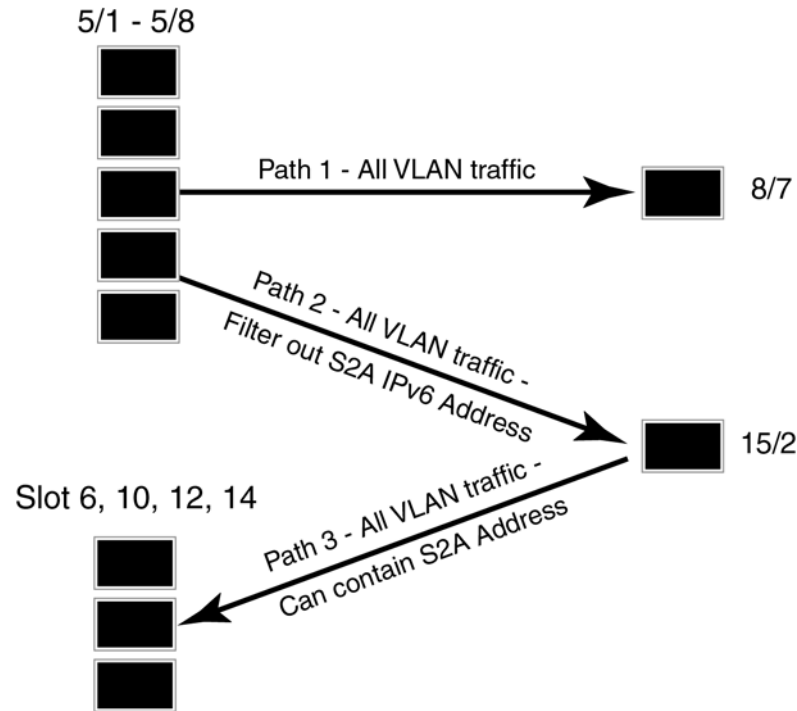 5/1 - 5/8
Path 1 - All VLAN traffic
8/7
Path 2 - All VLAN traffic -
Filter out S2A IPv6 Address
15/2
Slot 6, 10, 12, 14
Path 3 - All VLAN traffic -
Can contain S2A Address